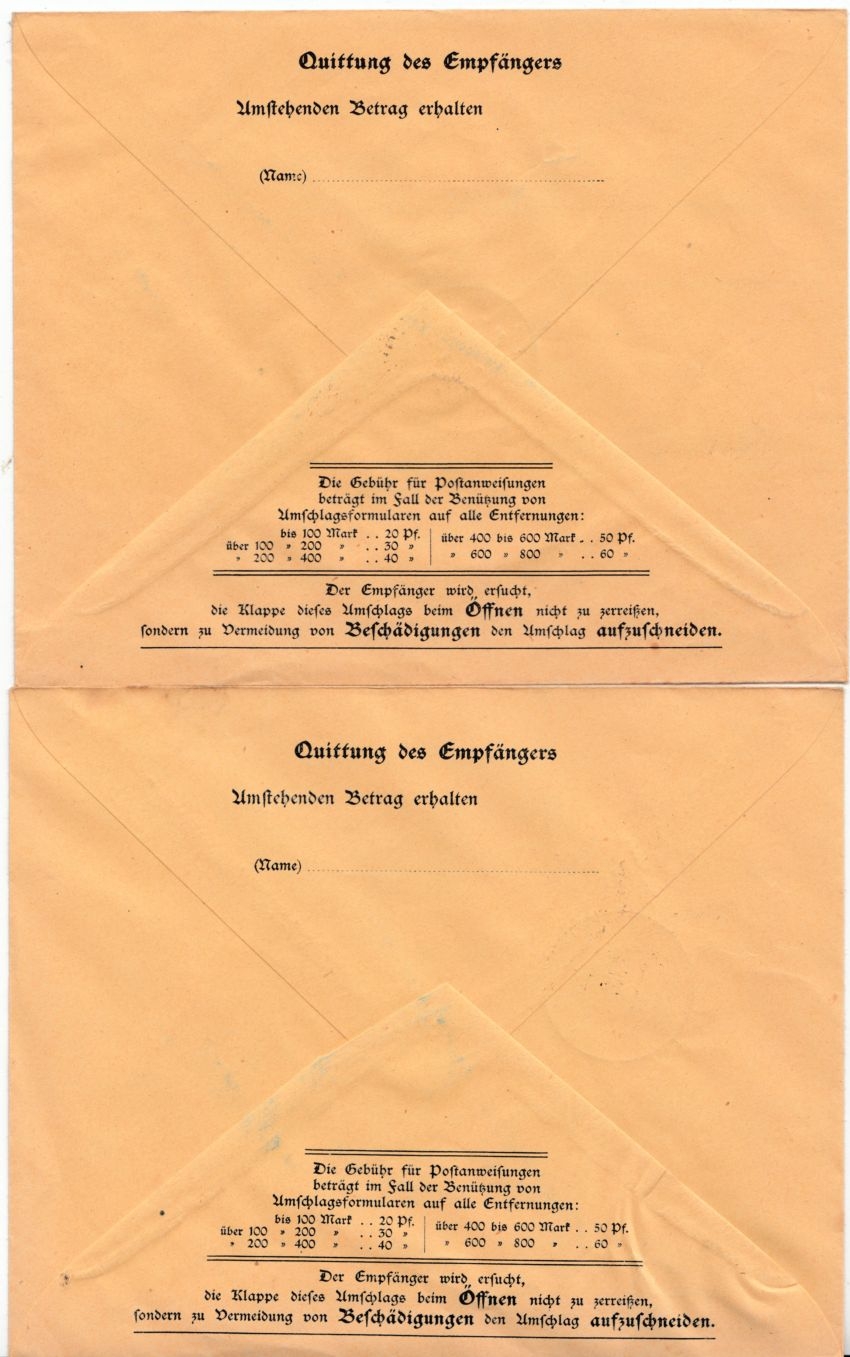 Quittung des Empfängers
Umstehenden Betrag erhalten
(Name)
Die Gebühr für Postanweisungen
beträgt im Fall der Benützung von
Umschlagsformularen auf alle Entfernungen:
bis 100 Mark . . 20 Pf.
über 100 „ 200 „ . . 30 „
„ 200 „ 400 „ . . 40 „
über 400 bis 600 Mark . . 50 Pf.
„ 600 „ 800 „ . . 60 „
Der Empfänger wird ersucht,
die Klappe dieses Umschlags beim Öffnen nicht zu zerreißen,
sondern zu Vermeidung von Beschädigungen den Umschlag aufzuschneiden.
Quittung des Empfängers
Umstehenden Betrag erhalten
(Name)
Die Gebühr für Postanweisungen
beträgt im Fall der Benützung von
Umschlagsformularen auf alle Entfernungen:
bis 100 Mark . . 20 Pf.
über 100 „ 200 „ . . 30 „
„ 200 „ 400 „ . . 40 „
über 400 bis 600 Mark . . 50 Pf.
„ 600 „ 800 „ . . 60 „
Der Empfänger wird ersucht,
die Klappe dieses Umschlags beim Öffnen nicht zu zerreißen,
sondern zu Vermeidung von Beschädigungen den Umschlag aufzuschneiden.